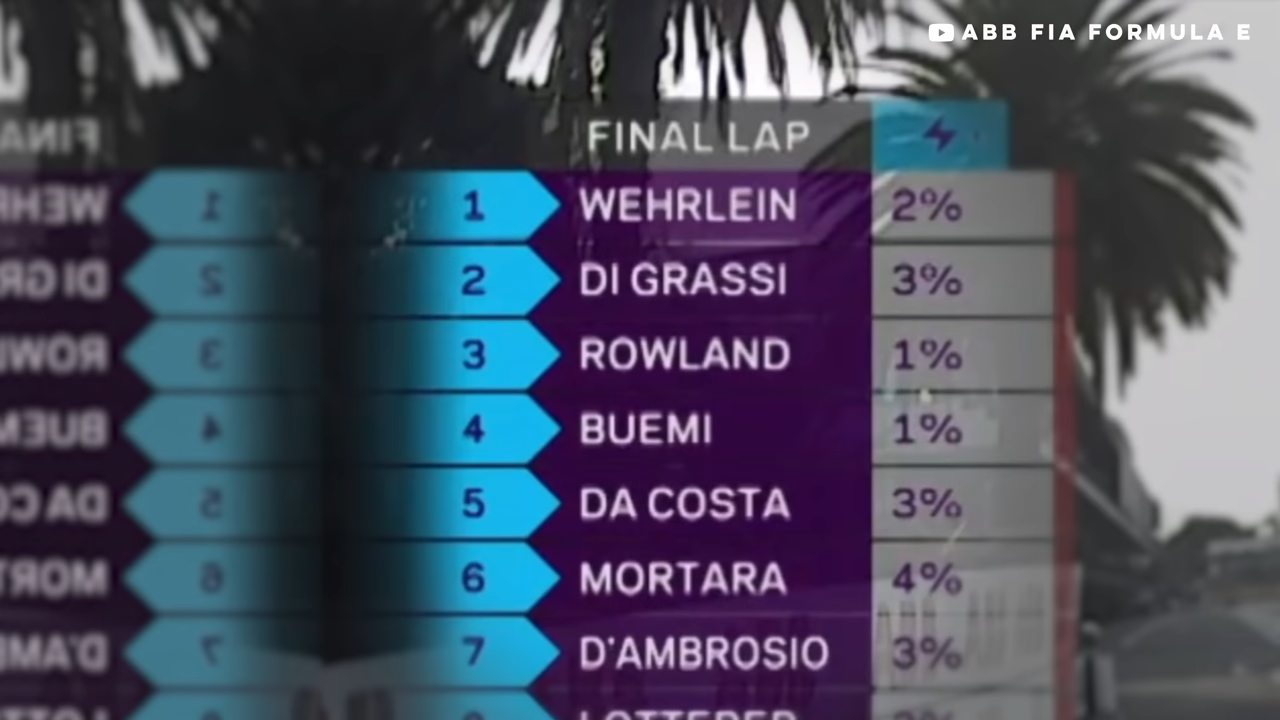 ABB FIA FORMULA E
FINAL LAP
1 WEHRLEIN 2%
2 DI GRASSI 3%
3 ROWLAND 1%
4 BUEMI 1%
5 DA COSTA 3%
6 MORTARA 4%
7 D'AMBROSIO 3%
LOTTERER